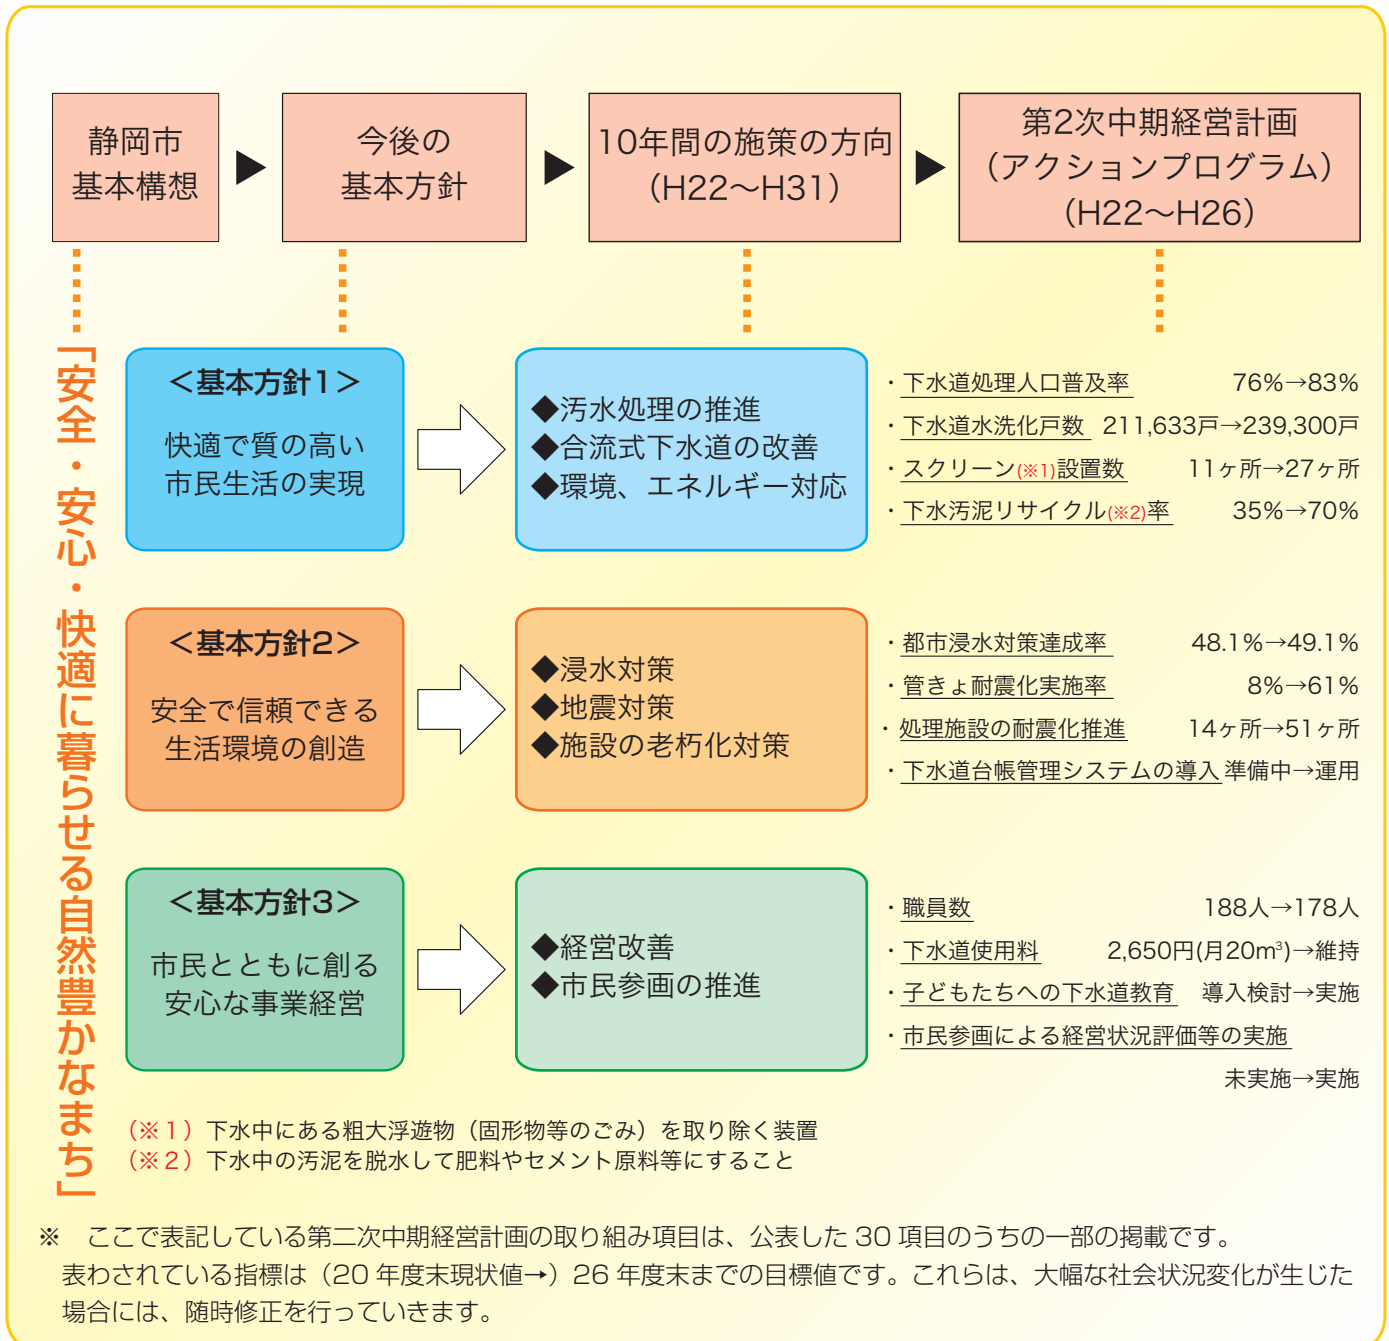 静岡市
基本構想
今後の
基本方針
10年間の施策の方向
（H22～H31）
第2次中期経営計画
（アクションプログラム）
（H22～H26）
「安全・安心・快適に暮らせる自然豊かなまち」
＜基本方針1＞
快適で質の高い
市民生活の実現
◆汚水処理の推進
◆合流式下水道の改善
◆環境、エネルギー対応
・下水道処理人口普及率 76%→83%
・下水道水洗化戸数 211,633戸→239,300戸
・スクリーン(※1)設置数 11ヶ所→27ヶ所
・下水汚泥リサイクル(※2)率 35%→70%
＜基本方針2＞
安全で信頼できる
生活環境の創造
◆浸水対策
◆地震対策
◆施設の老朽化対策
・都市浸水対策達成率 48.1%→49.1%
・管きょ耐震化実施率 8%→61%
・処理施設の耐震化推進 14ヶ所→51ヶ所
・下水道台帳管理システムの導入 準備中→運用
＜基本方針3＞
市民とともに創る
安心な事業経営
◆経営改善
◆市民参画の推進
・職員数 188人→178人
・下水道使用料 2,650円(月20m³)→維持
・子どもたちへの下水道教育 導入検討→実施
・市民参画による経営状況評価等の実施
未実施→実施
（※１）下水中にある粗大浮遊物（固形物等のごみ）を取り除く装置
（※２）下水中の汚泥を脱水して肥料やセメント原料等にすること
※　ここで表記している第二次中期経営計画の取り組み項目は、公表した 30 項目のうちの一部の掲載です。
表わされている指標は（20 年度末現状値→）26 年度末までの目標値です。これらは、大幅な社会状況変化が生じた
場合には、随時修正を行っていきます。